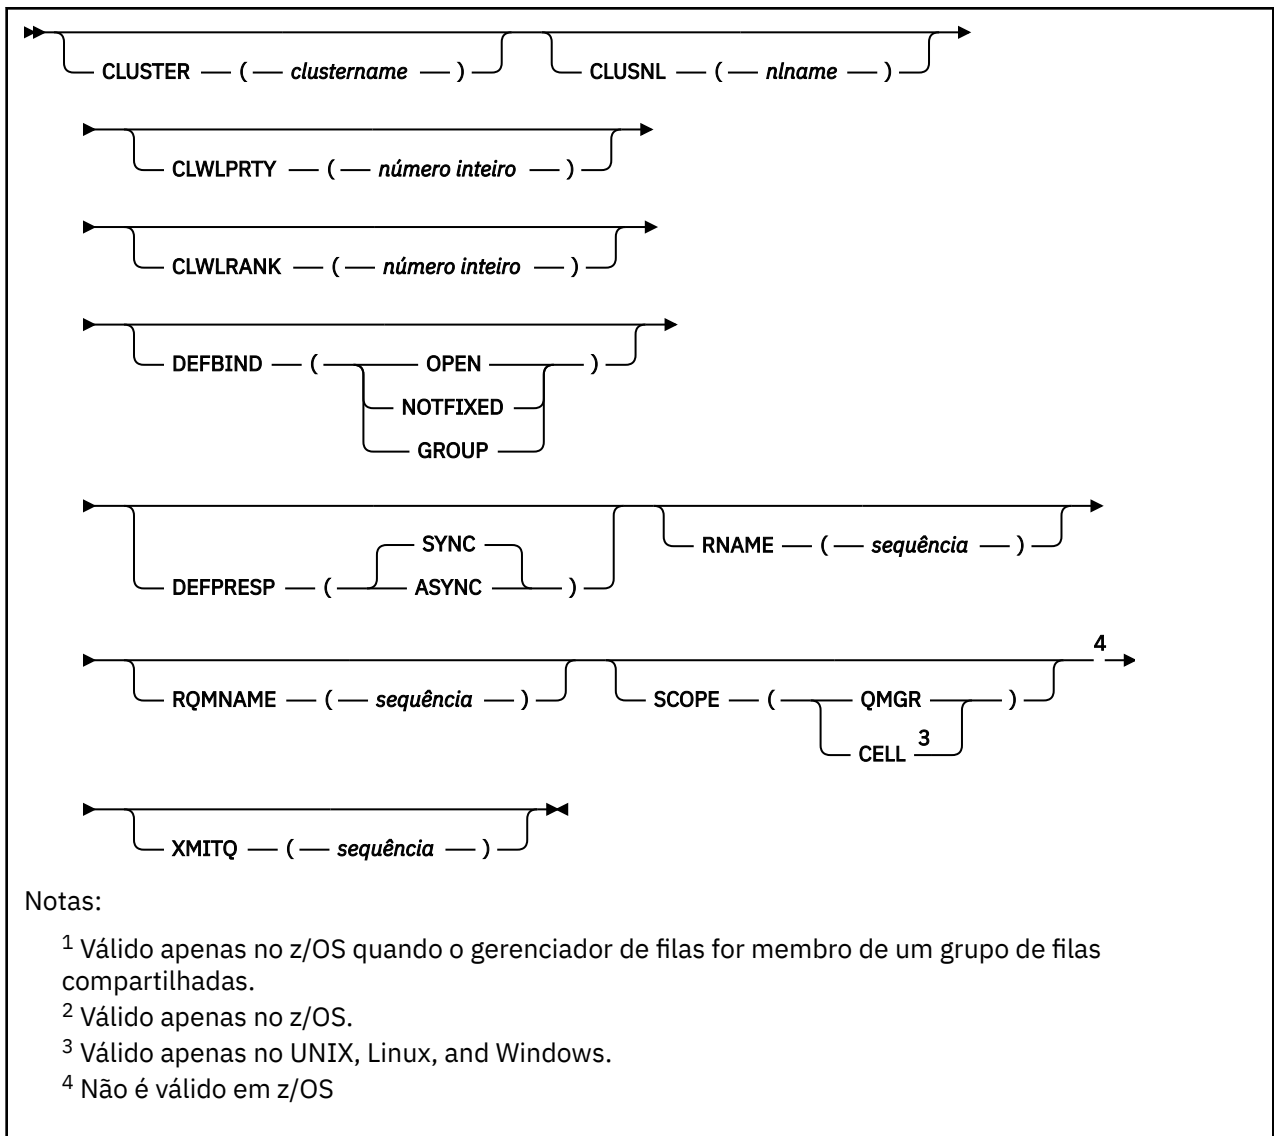 CLUSTER ( clustername ) CLUSNL ( nlname )
CLWLPRTY ( número inteiro )
CLWLRANK ( número inteiro )
DEFBIND ( OPEN )
NOTFIXED
GROUP
SYNC RNAME ( sequência )
DEFPRESP ( ASYNC )
4
RQMNAME ( sequência ) SCOPE ( QMGR )
CELL 3
XMITQ ( sequência )
Notas:
1 Válido apenas no z/OS quando o gerenciador de filas for membro de um grupo de filas
compartilhadas.
2 Válido apenas no z/OS.
3 Válido apenas no UNIX, Linux, and Windows.
4 Não é válido em z/OS